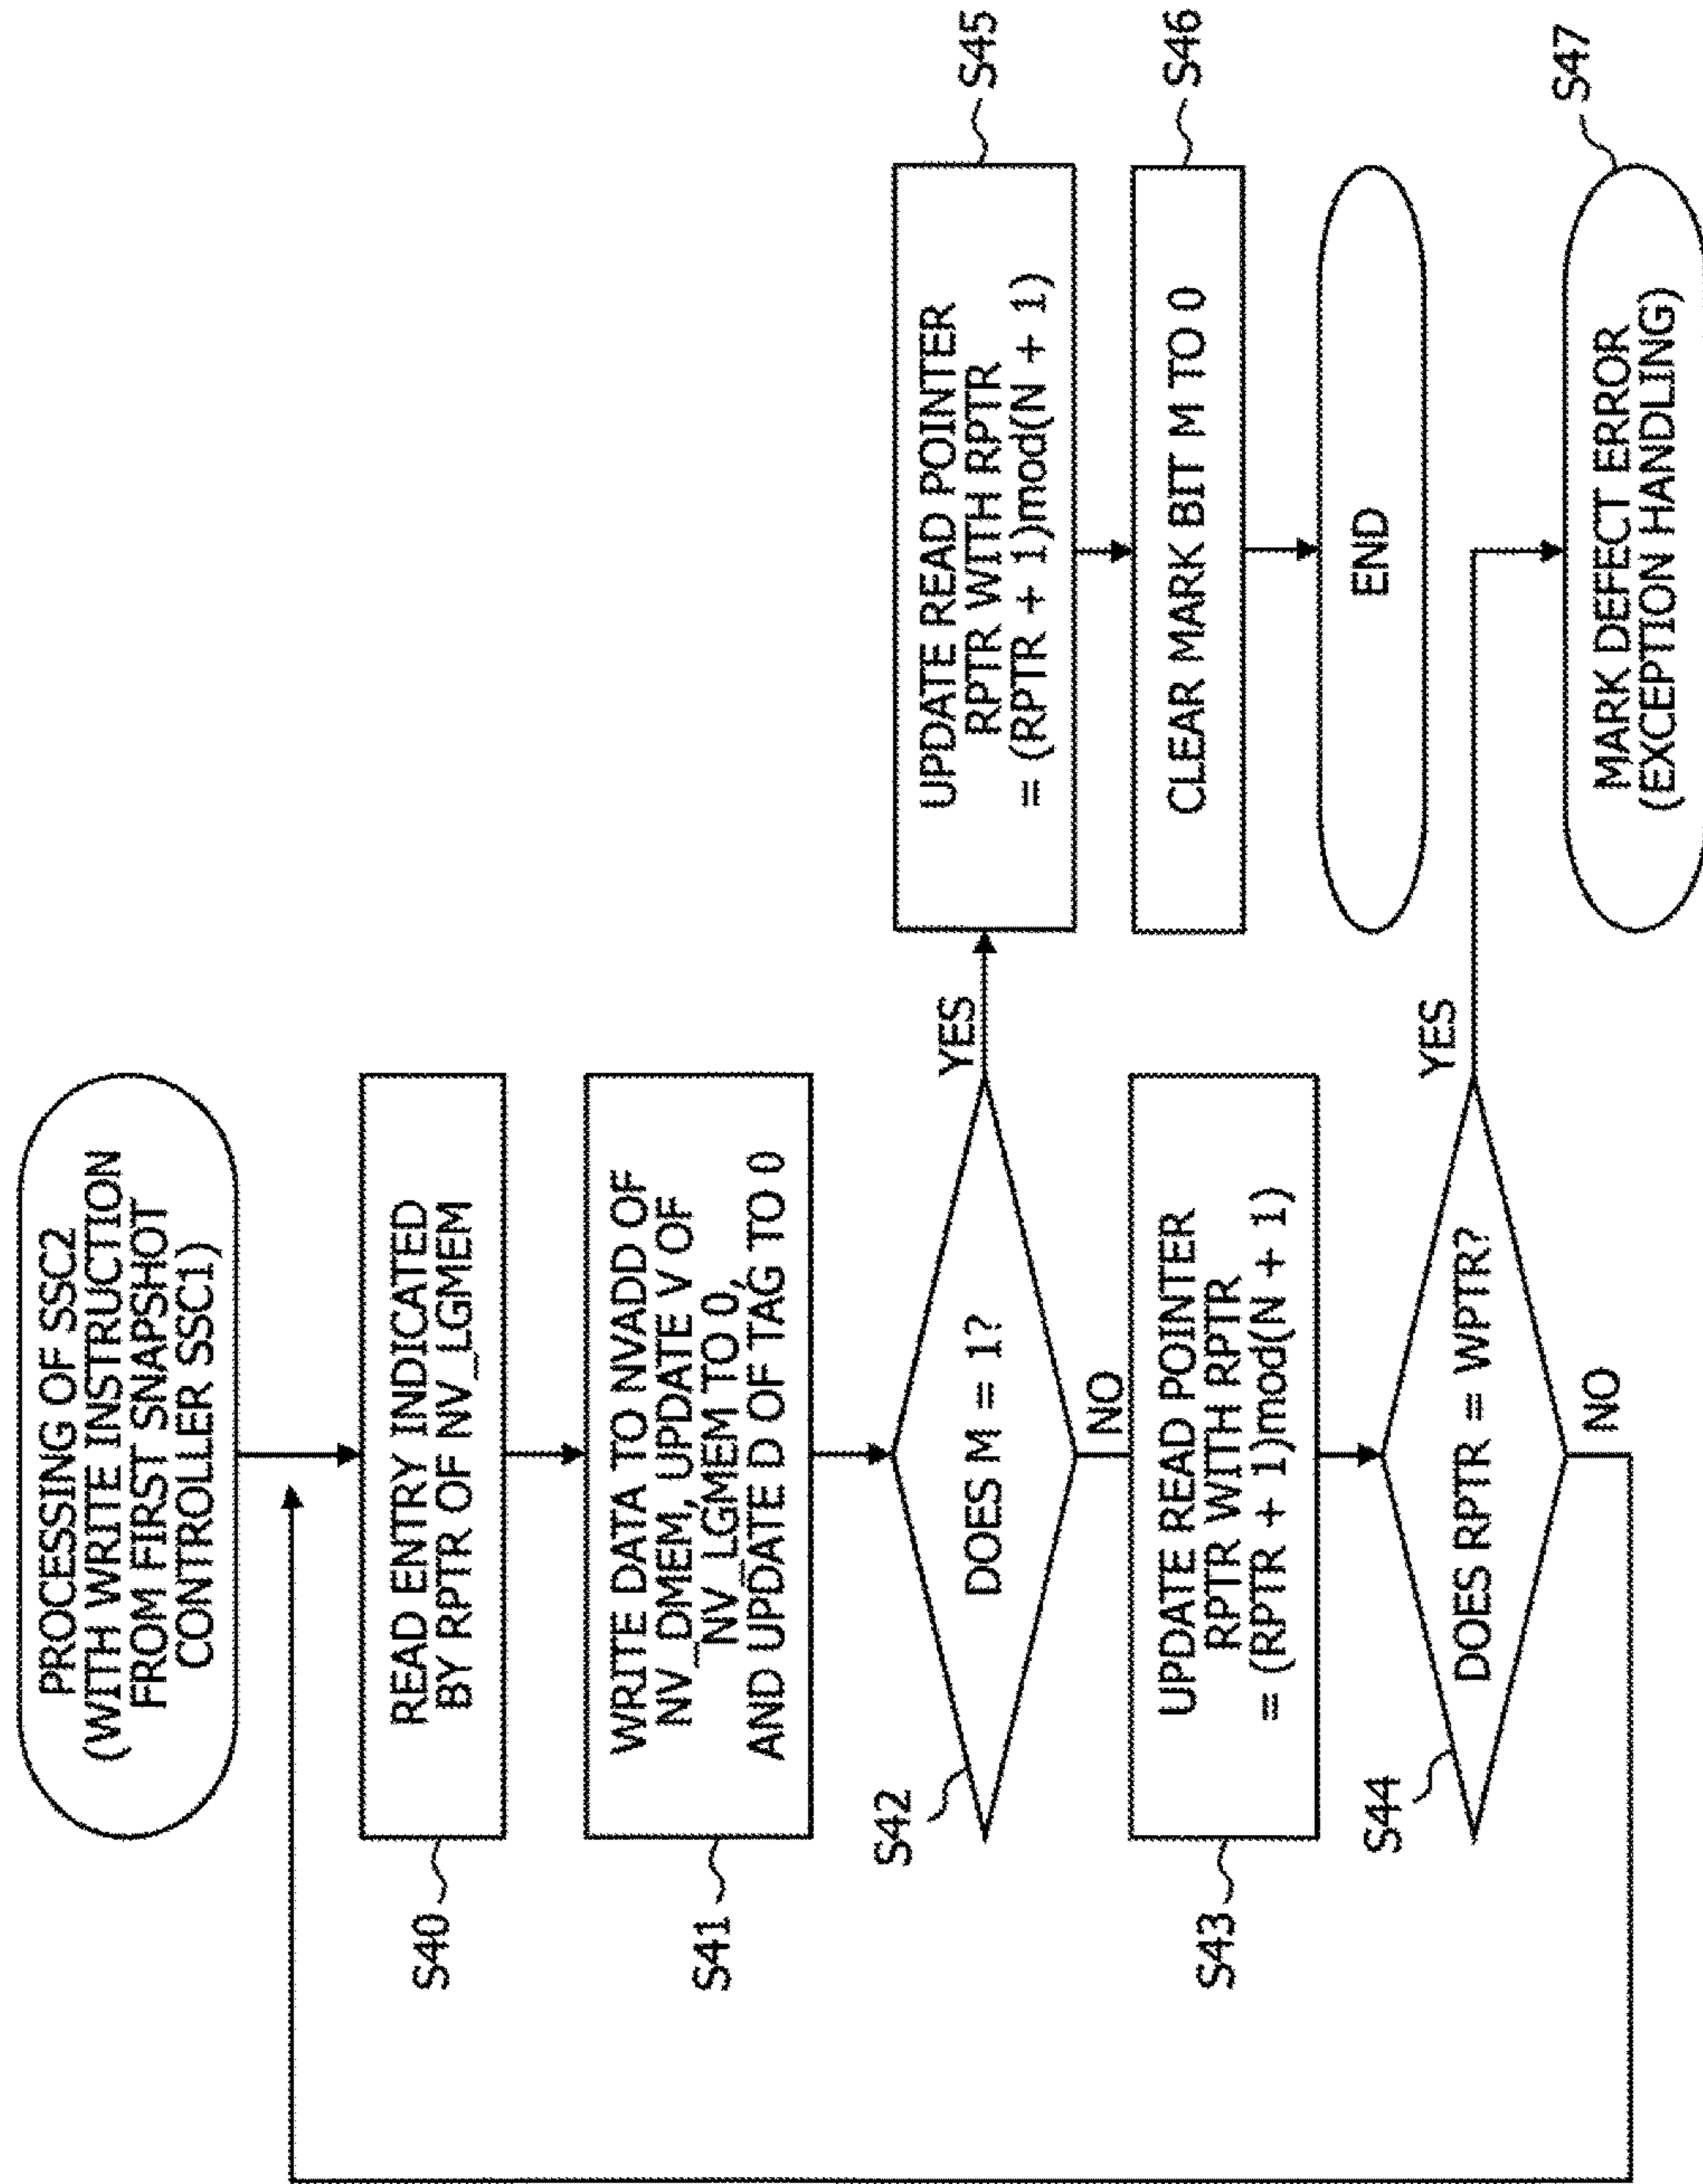 PROCESSING OF SSC2
(WITH WRITE INSTRUCTION
FROM FIRST SNAPSHOT
CONTROLLER SSC1)
S40
READ ENTRY INDICATED
BY RPTR OF NV_LGMEM
S41
WRITE DATA TO NVADD OF
NV_DMEM, UPDATE V OF
NV_LGMEM TO 0,
AND UPDATE D OF TAG TO 0
S42
DOES M = 1?
YES
NO
S45
UPDATE READ POINTER
RPTR WITH RPTR
= (RPTR + 1)mod(N + 1)
S46
CLEAR MARK BIT M TO 0
END
S43
UPDATE READ POINTER
RPTR WITH RPTR
= (RPTR + 1)mod(N + 1)
S44
DOES RPTR = WPTR?
YES
NO
S47
MARK DEFECT ERROR
(EXCEPTION HANDLING)